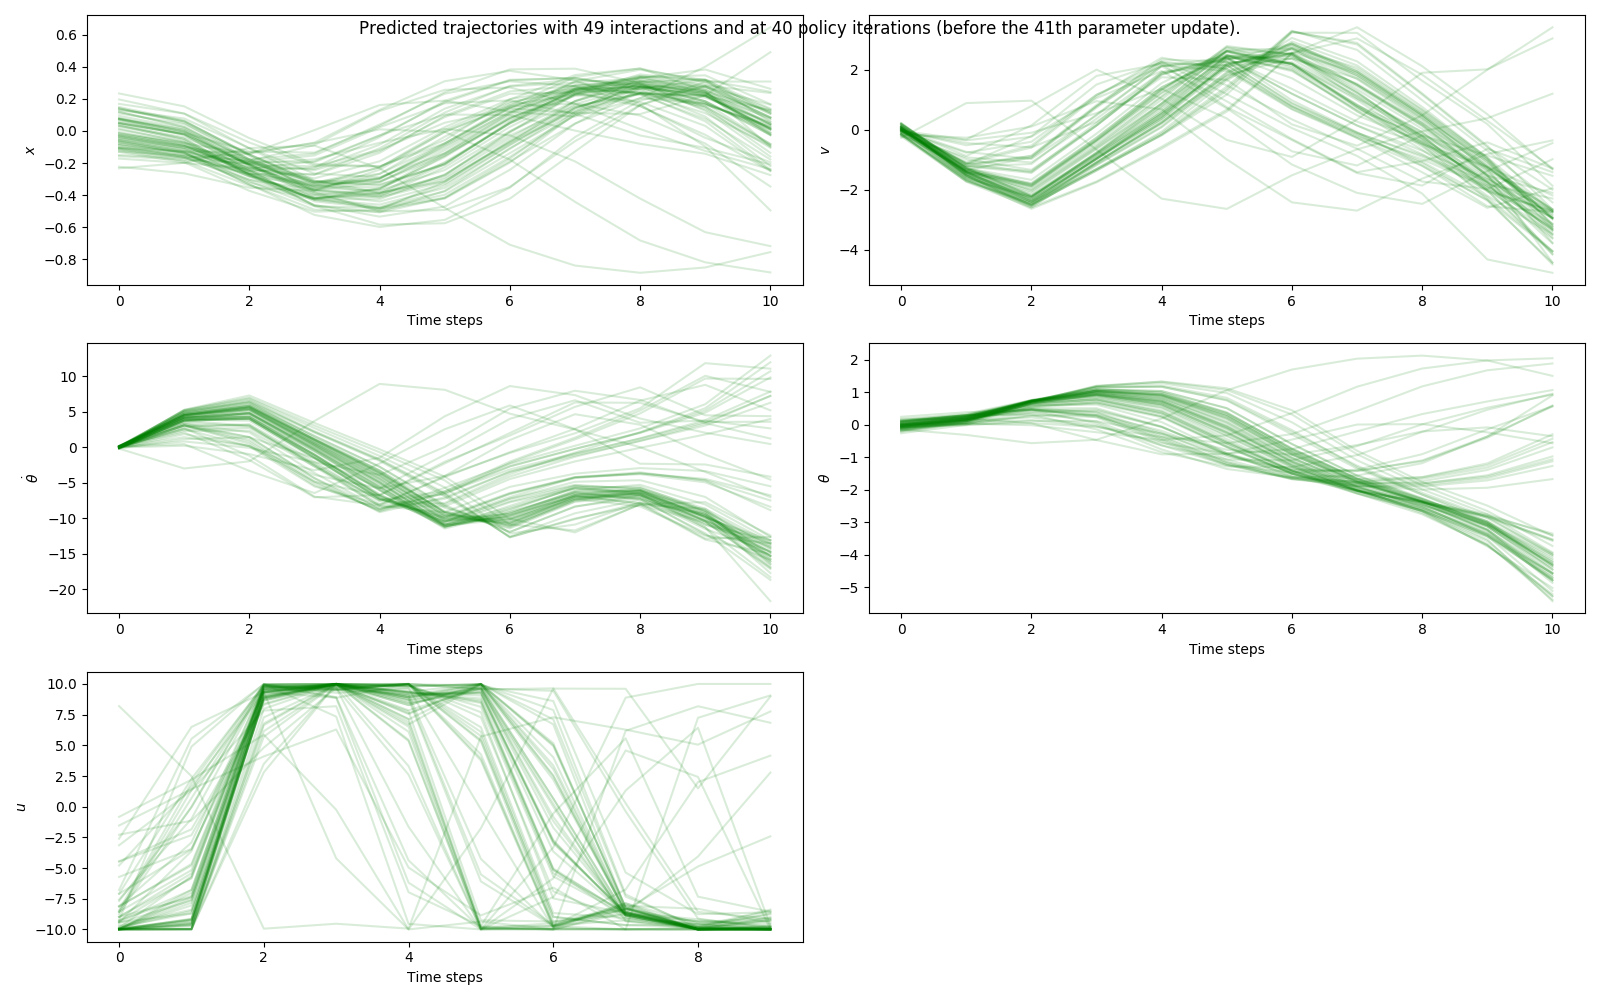 Predicted trajectories with 49 interactions and at 40 policy iterations (before the 41th parameter update).
0.6
0.4
0.2
0.0
−0.2
−0.4
−0.6
−0.8
x
0 2 4 6 8 10
Time steps
2
0
−2
−4
v
0 2 4 6 8 10
Time steps
10
5
0
−5
−10
−15
−20
θ̇
0 2 4 6 8 10
Time steps
2
1
0
−1
−2
−3
−4
−5
θ
0 2 4 6 8 10
Time steps
10.0
7.5
5.0
2.5
0.0
−2.5
−5.0
−7.5
−10.0
u
0 2 4 6 8
Time steps